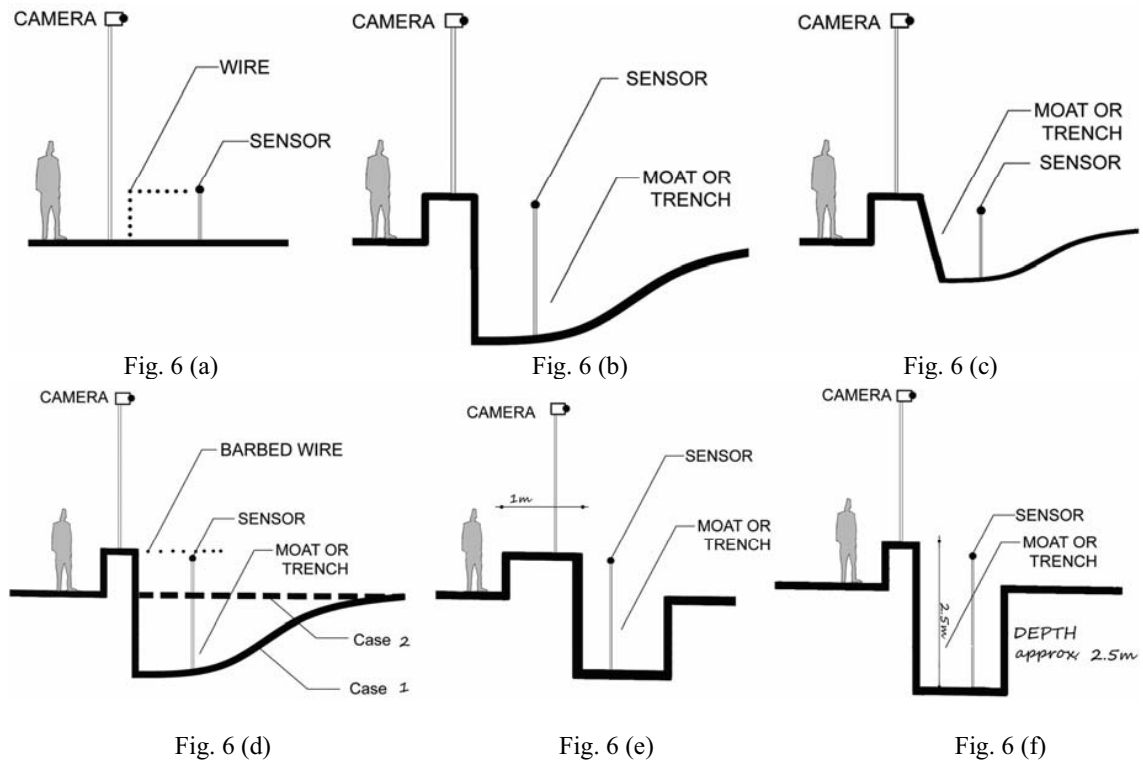 CAMERA
WIRE
SENSOR
Fig. 6 (a)
CAMERA
SENSOR
MOAT OR
TRENCH
Fig. 6 (b)
CAMERA
MOAT OR
TRENCH
SENSOR
Fig. 6 (c)
CAMERA
BARBED WIRE
SENSOR
MOAT OR
TRENCH
Case 2
Case 1
Fig. 6 (d)
CAMERA
1m
SENSOR
MOAT OR
TRENCH
Fig. 6 (e)
CAMERA
SENSOR
MOAT OR
TRENCH
2.5m
DEPTH
approx. 2.5m
Fig. 6 (f)